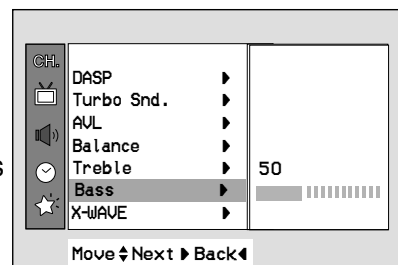 CH.
DASP ▶
Turbo Snd. ▶
AVL ▶
Balance ▶
Treble ▶ 50
Bass ▶
X-WAVE ▶
Move ▲▼ Next ▶ Back ◀
S